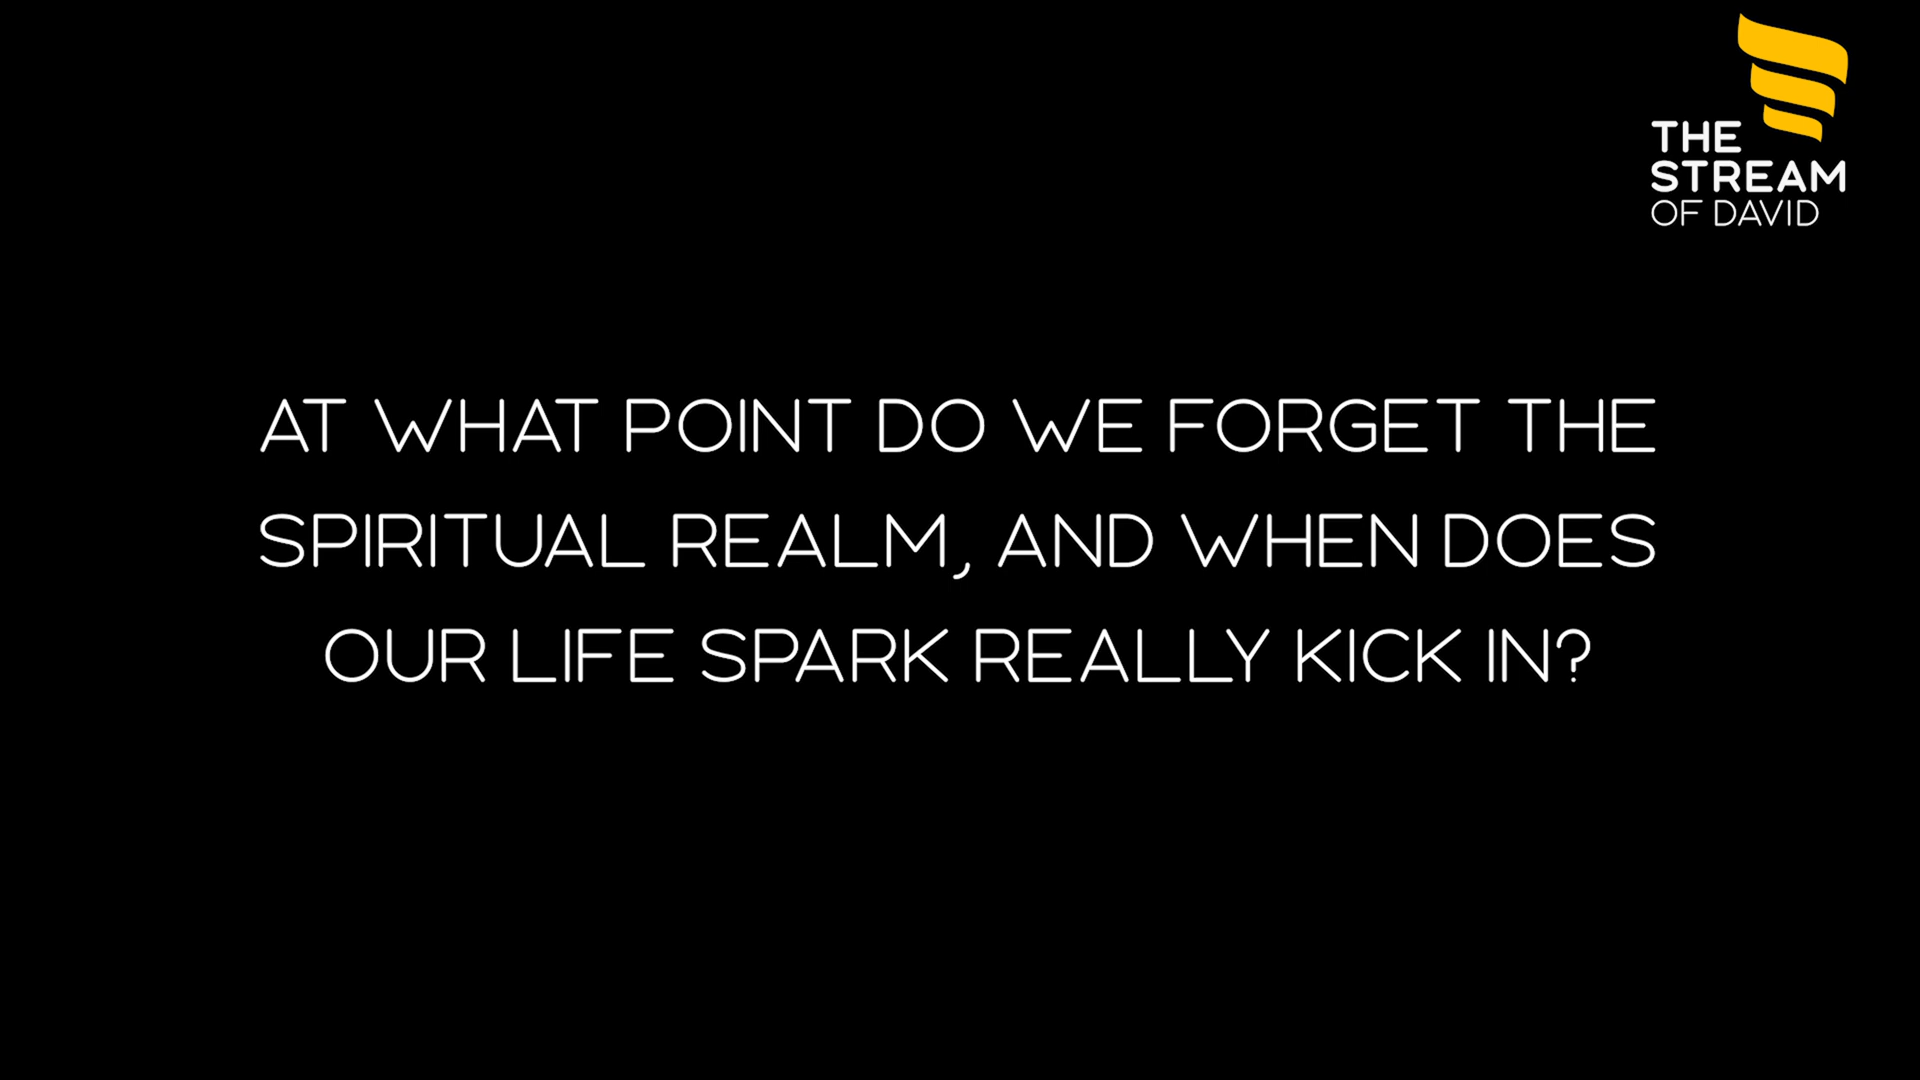 THE
STREAM
OF DAVID
AT WHAT POINT DO WE FORGET THE
SPIRITUAL REALM, AND WHEN DOES
OUR LIFE SPARK REALLY KICK IN?